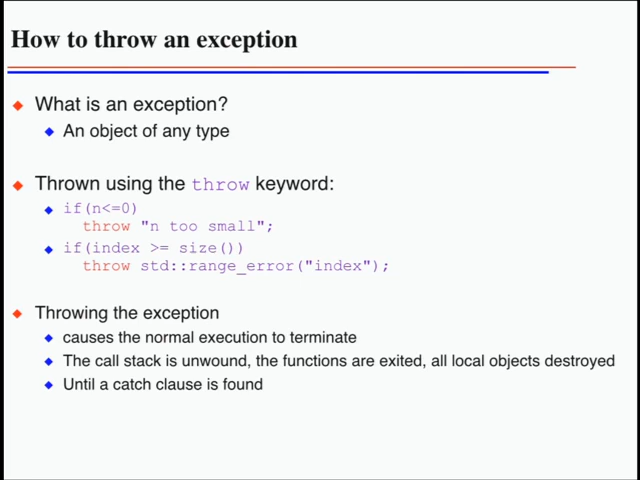 How to throw an exception
What is an exception?
An object of any type
Thrown using the throw keyword:
if(n<=0)
throw "n too small";
if(index >= size())
throw std::range_error("index");
Throwing the exception
causes the normal execution to terminate
The call stack is unwound, the functions are exited, all local objects destroyed
Until a catch clause is found